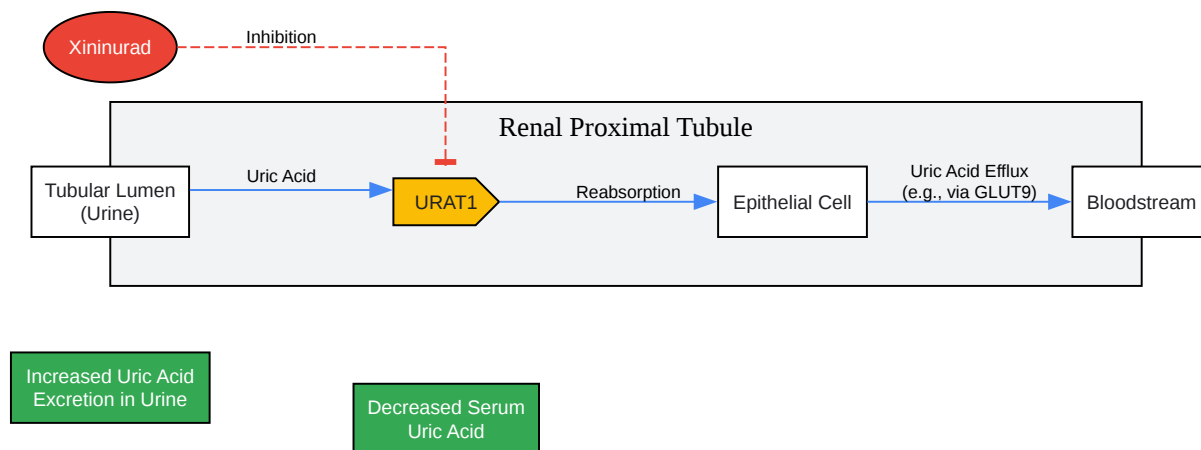 Xininurad
Inhibition
Renal Proximal Tubule
Tubular Lumen
(Urine)
Uric Acid
URAT1
Reabsorption
Epithelial Cell
Uric Acid Efflux
(e.g., via GLUT9)
Bloodstream
Increased Uric Acid
Excretion in Urine
Decreased Serum
Uric Acid